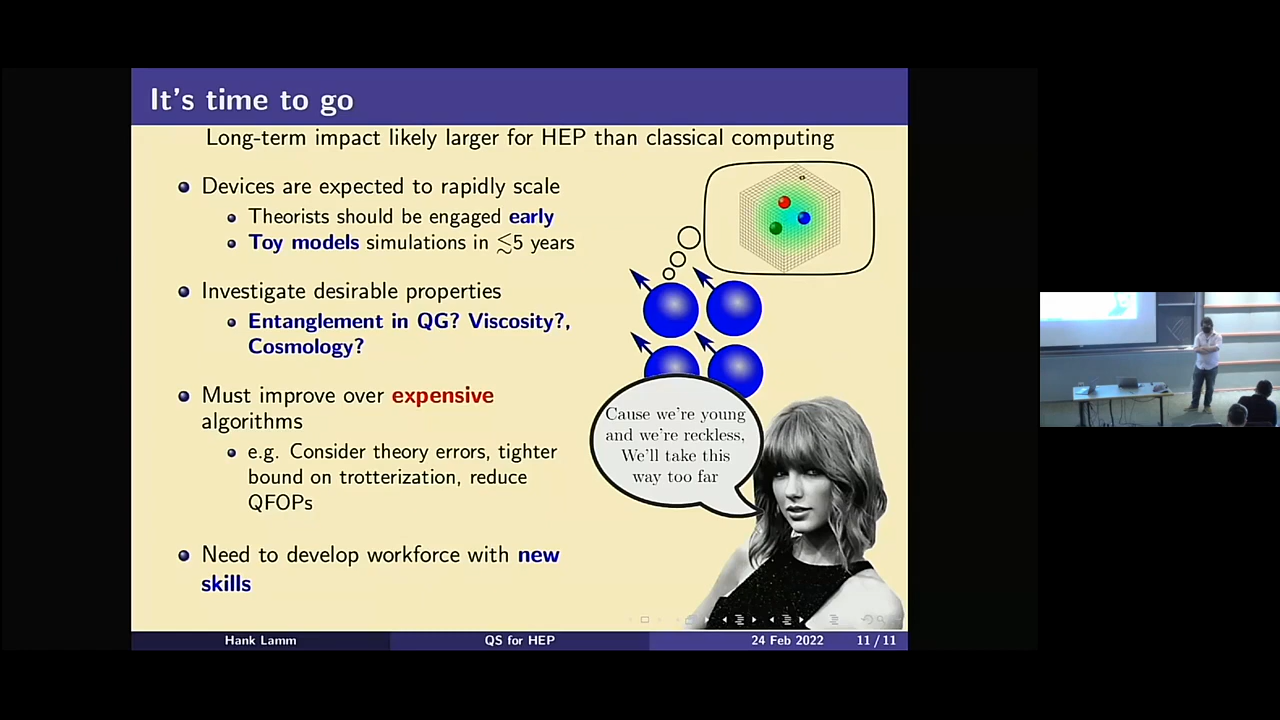 It's time to go
Long-term impact likely larger for HEP than classical computing
Devices are expected to rapidly scale
Theorists should be engaged early
Toy models simulations in ≲5 years
Investigate desirable properties
Entanglement in QG? Viscosity?,
Cosmology?
Must improve over expensive
algorithms
e.g. Consider theory errors, tighter
bound on trotterization, reduce
QFOPs
Need to develop workforce with new
skills
Cause we're young
and we're reckless,
We'll take this
way too far
Hank Lamm
QS for HEP
24 Feb 2022
11 / 11